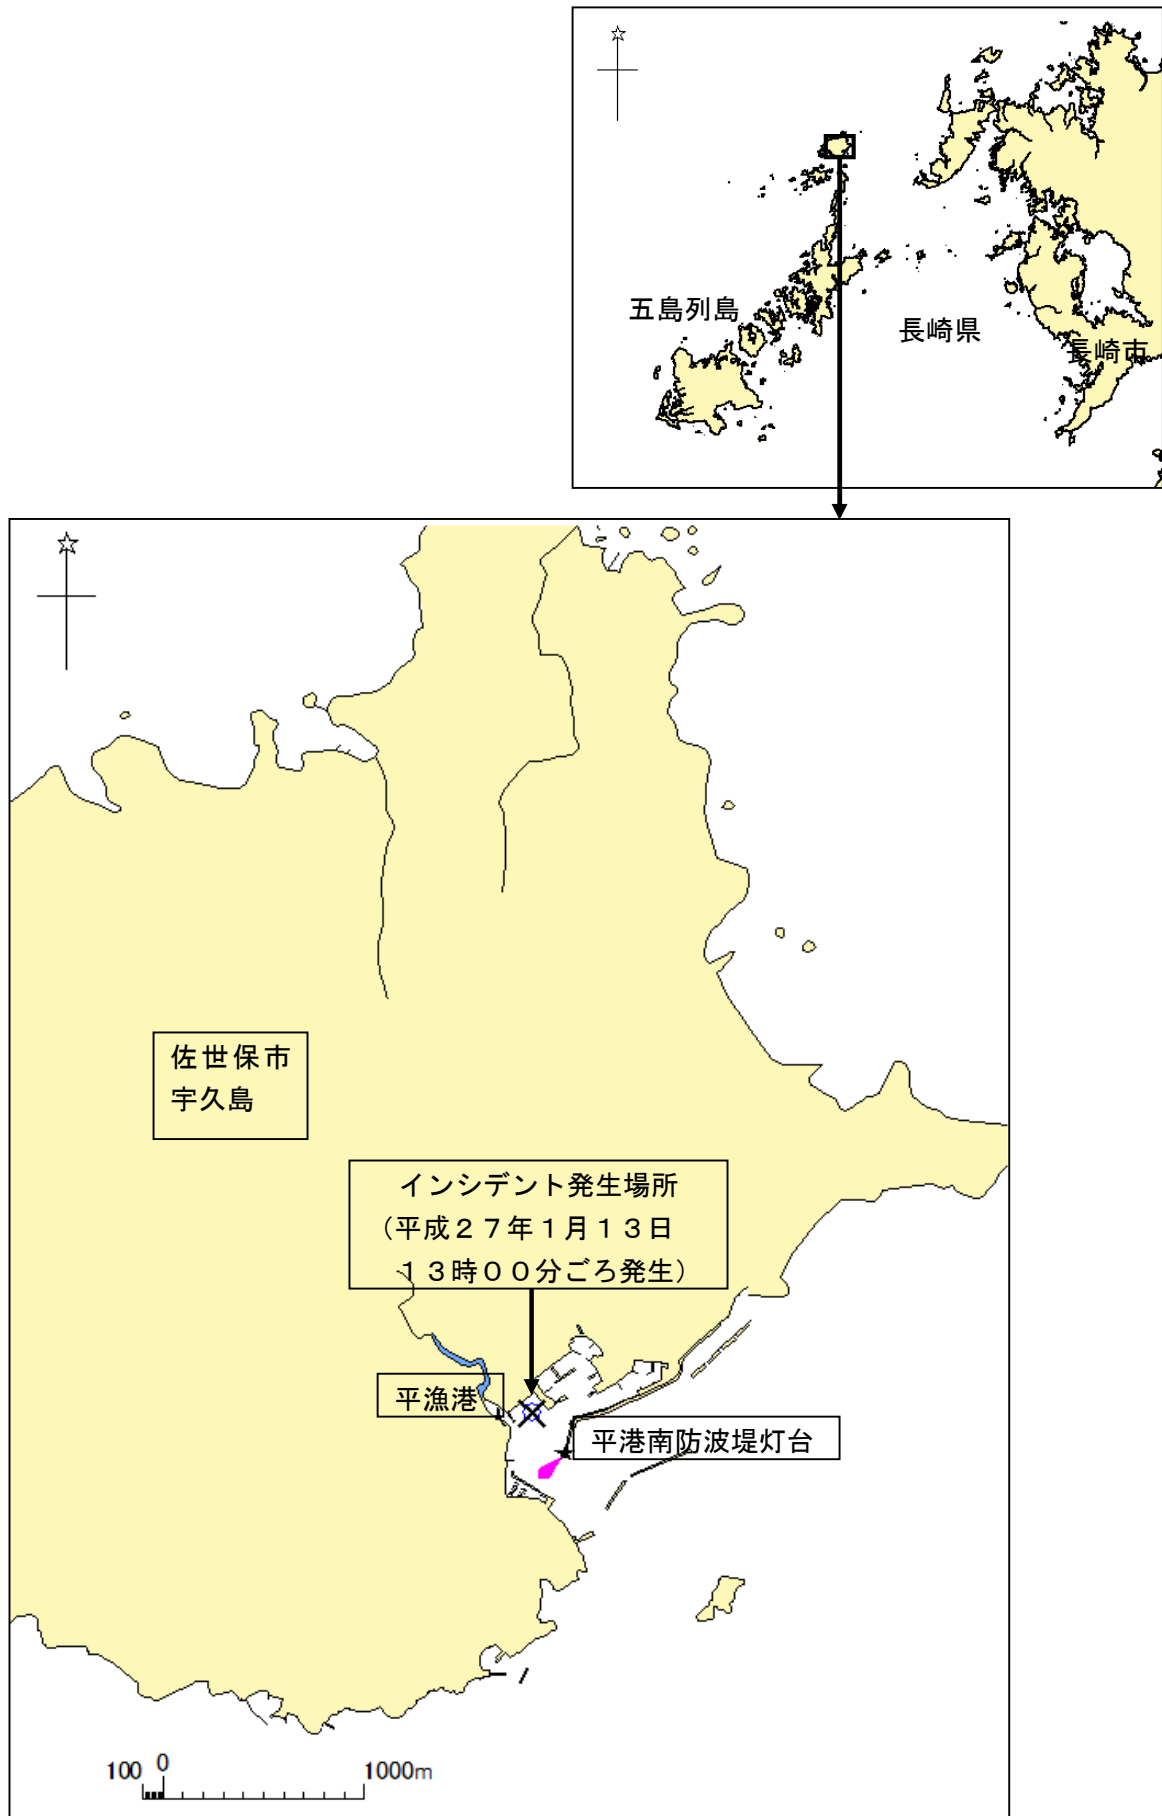 五島列島
長崎県
長崎市
佐世保市
宇久島
インシデント発生場所
（平成２７年１月１３日
１３時００分ごろ発生）
平漁港
平港南防波堤灯台
100 0 1000m